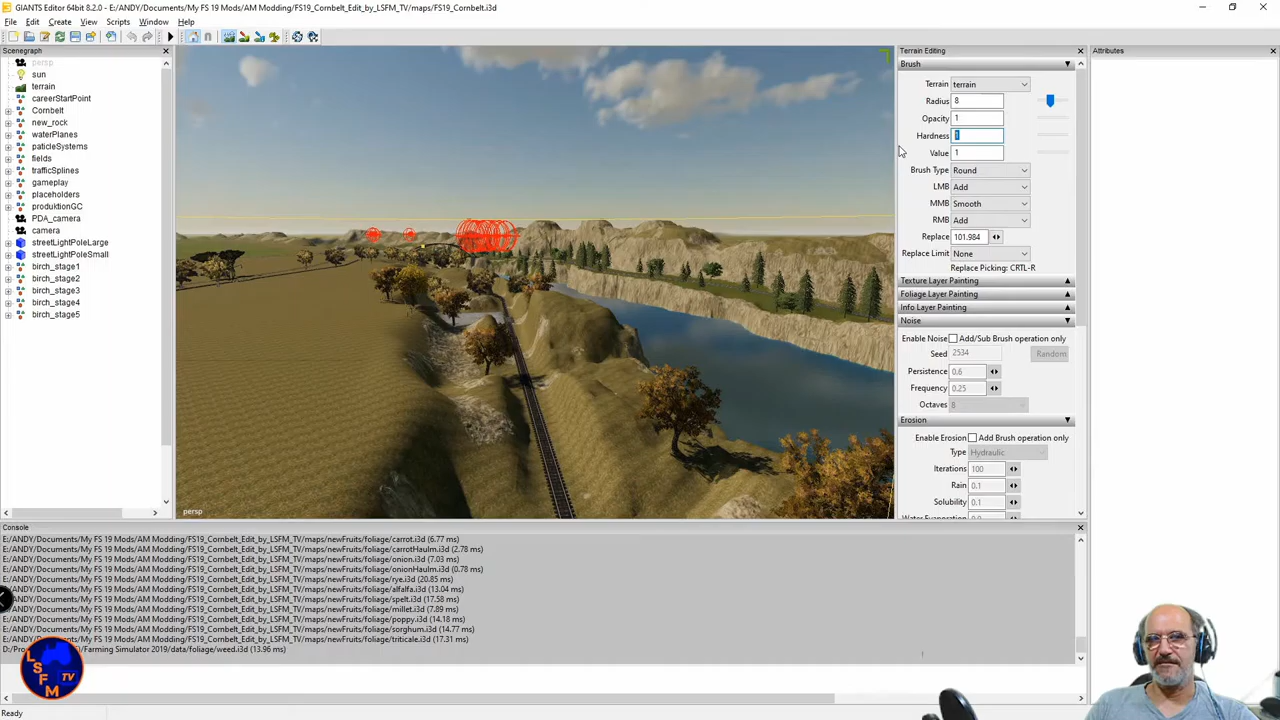 GIANTS Editor 64bit 8.2.0 - E:/ANDY/Documents/My FS 19 Mods/AM Modding/FS19_Cornbelt_Edit_by_LSFM_TV/maps/FS19_Cornbelt.i3d
File Edit Create View Scripts Window Help
Scenegraph
persp
sun
terrain
careerStartPoint
Cornbelt
new_rock
waterPlanes
paticleSystems
fields
trafficSplines
gameplay
placeholders
produktionGC
PDA_camera
camera
streetLightPoleLarge
streetLightPoleSmall
birch_stage1
birch_stage2
birch_stage3
birch_stage4
birch_stage5
persp
Terrain Editing
Brush
Terrain terrain
Radius 8
Opacity 1
Hardness 1
Value 1
Brush Type Round
LMB Add
MMB Smooth
RMB Add
Replace 101.984
Replace Limit None
Replace Picking: CRTL-R
Texture Layer Painting
Foliage Layer Painting
Info Layer Painting
Noise
Enable Noise Add/Sub Brush operation only
Seed 2534 Random
Persistence 0.6
Frequency 0.25
Octaves 8
Erosion
Enable Erosion Add Brush operation only
Type Hydraulic
Iterations 100
Rain 0.1
Solubility 0.1
Attributes
Console
E:/ANDY/Documents/My FS 19 Mods/AM Modding/FS19_Cornbelt_Edit_by_LSFM_TV/maps/newFruits/foliage/carrot.i3d (6.77 ms)
E:/ANDY/Documents/My FS 19 Mods/AM Modding/FS19_Cornbelt_Edit_by_LSFM_TV/maps/newFruits/foliage/carrotHaulm.i3d (2.78 ms)
E:/ANDY/Documents/My FS 19 Mods/AM Modding/FS19_Cornbelt_Edit_by_LSFM_TV/maps/newFruits/foliage/onion.i3d (7.03 ms)
E:/ANDY/Documents/My FS 19 Mods/AM Modding/FS19_Cornbelt_Edit_by_LSFM_TV/maps/newFruits/foliage/onionHaulm.i3d (0.78 ms)
E:/ANDY/Documents/My FS 19 Mods/AM Modding/FS19_Cornbelt_Edit_by_LSFM_TV/maps/newFruits/foliage/rye.i3d (20.85 ms)
E:/ANDY/Documents/My FS 19 Mods/AM Modding/FS19_Cornbelt_Edit_by_LSFM_TV/maps/newFruits/foliage/alfalfa.i3d (13.04 ms)
E:/ANDY/Documents/My FS 19 Mods/AM Modding/FS19_Cornbelt_Edit_by_LSFM_TV/maps/newFruits/foliage/spelt.i3d (17.58 ms)
E:/ANDY/Documents/My FS 19 Mods/AM Modding/FS19_Cornbelt_Edit_by_LSFM_TV/maps/newFruits/foliage/millet.i3d (7.89 ms)
E:/ANDY/Documents/My FS 19 Mods/AM Modding/FS19_Cornbelt_Edit_by_LSFM_TV/maps/newFruits/foliage/poppy.i3d (14.18 ms)
E:/ANDY/Documents/My FS 19 Mods/AM Modding/FS19_Cornbelt_Edit_by_LSFM_TV/maps/newFruits/foliage/sorghum.i3d (14.77 ms)
E:/ANDY/Documents/My FS 19 Mods/AM Modding/FS19_Cornbelt_Edit_by_LSFM_TV/maps/newFruits/foliage/triticale.i3d (17.31 ms)
Farming Simulator 2019/data/foliage/weed.i3d (13.96 ms)
LSFM TV
Ready